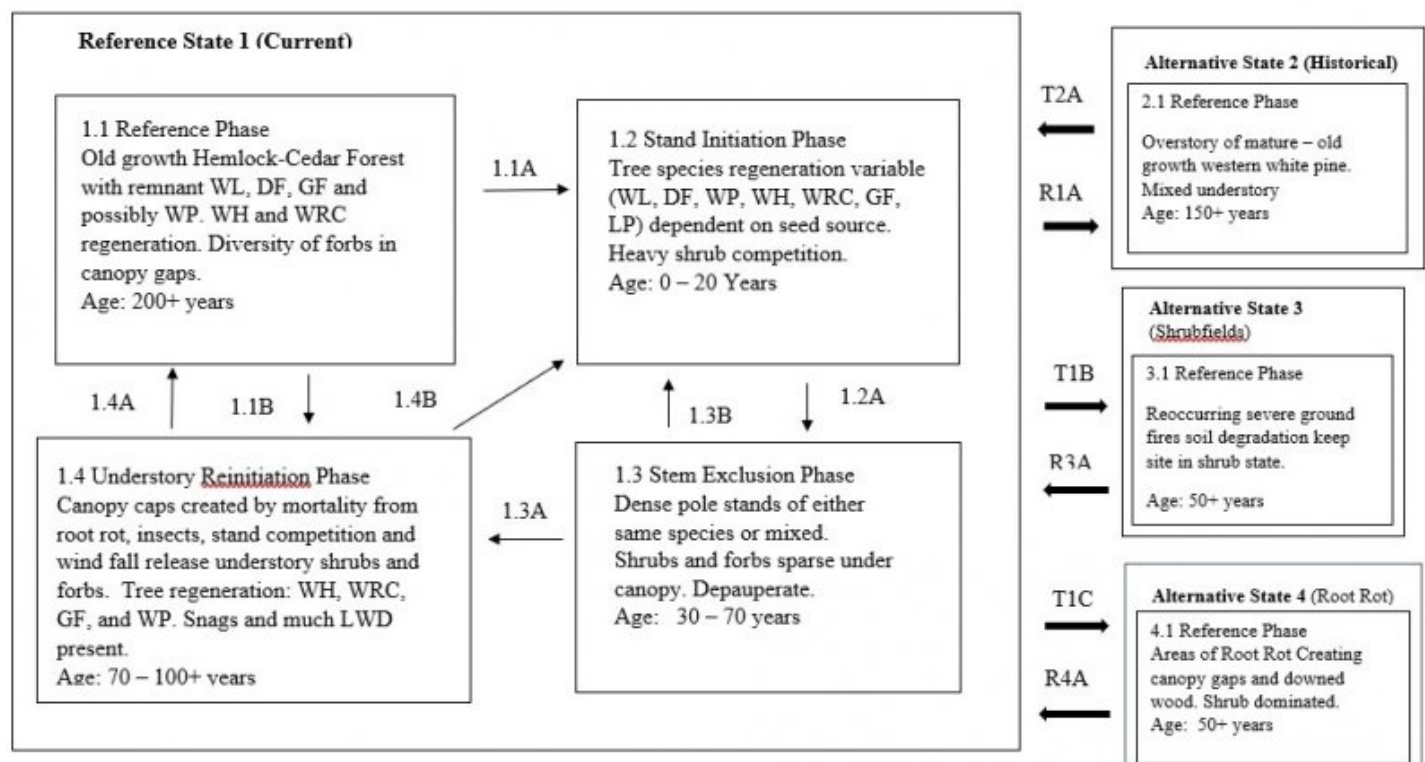 Reference State 1 (Current)
1.1 Reference Phase
Old growth Hemlock-Cedar Forest
with remnant WL, DF, GF and
possibly WP. WH and WRC
regeneration. Diversity of forbs in
canopy gaps.
Age: 200+ years
1.1A
1.2 Stand Initiation Phase
Tree species regeneration variable
(WL, DF, WP, WH, WRC, GF,
LP) dependent on seed source.
Heavy shrub competition.
Age: 0 – 20 Years
1.4A
1.1B
1.4B
1.3B
1.2A
1.4 Understory Reinitiation Phase
Canopy caps created by mortality from
root rot, insects, stand competition and
wind fall release understory shrubs and
forbs. Tree regeneration: WH, WRC,
GF, and WP. Snags and much LWD
present.
Age: 70 – 100+ years
1.3A
1.3 Stem Exclusion Phase
Dense pole stands of either
same species or mixed.
Shrubs and forbs sparse under
canopy. Depauperate.
Age: 30 – 70 years
T2A
R1A
Alternative State 2 (Historical)
2.1 Reference Phase
Overstory of mature – old
growth western white pine.
Mixed understory
Age: 150+ years
T1B
R3A
Alternative State 3
(Shrubfields)
3.1 Reference Phase
Reoccurring severe ground
fires soil degradation keep
site in shrub state.
Age: 50+ years
T1C
R4A
Alternative State 4 (Root Rot)
4.1 Reference Phase
Areas of Root Rot Creating
canopy gaps and downed
wood. Shrub dominated.
Age: 50+ years